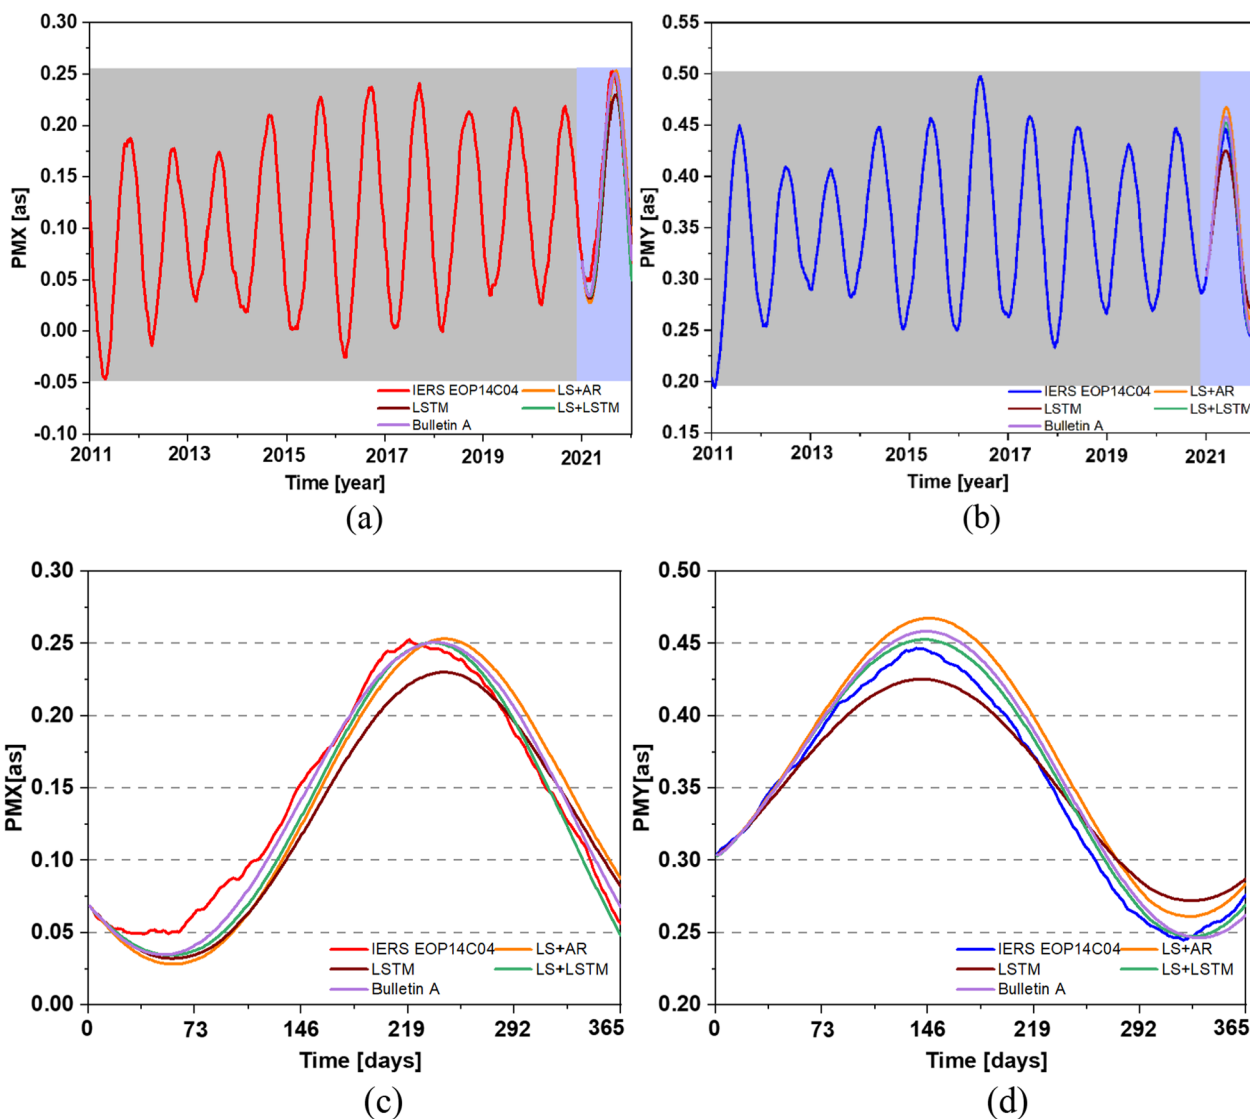 0.30
0.25
0.20
0.15
0.10
0.05
0.00
-0.05
-0.10
PMX [as]
2011 2013 2015 2017 2019 2021
Time [year]
IERS EOP14C04 LS+AR
LSTM LS+LSTM
Bulletin A
(a)
0.55
0.50
0.45
0.40
0.35
0.30
0.25
0.20
0.15
PMY [as]
2011 2013 2015 2017 2019 2021
Time [year]
IERS EOP14C04 LS+AR
LSTM LS+LSTM
Bulletin A
(b)
0.30
0.25
0.20
0.15
0.10
0.05
0.00
PMX[as]
0 73 146 219 292 365
Time [days]
IERS EOP14C04 LS+AR
LSTM LS+LSTM
Bulletin A
(c)
0.50
0.45
0.40
0.35
0.30
0.25
0.20
PMY[as]
0 73 146 219 292 365
Time [days]
IERS EOP14C04 LS+AR
LSTM LS+LSTM
Bulletin A
(d)